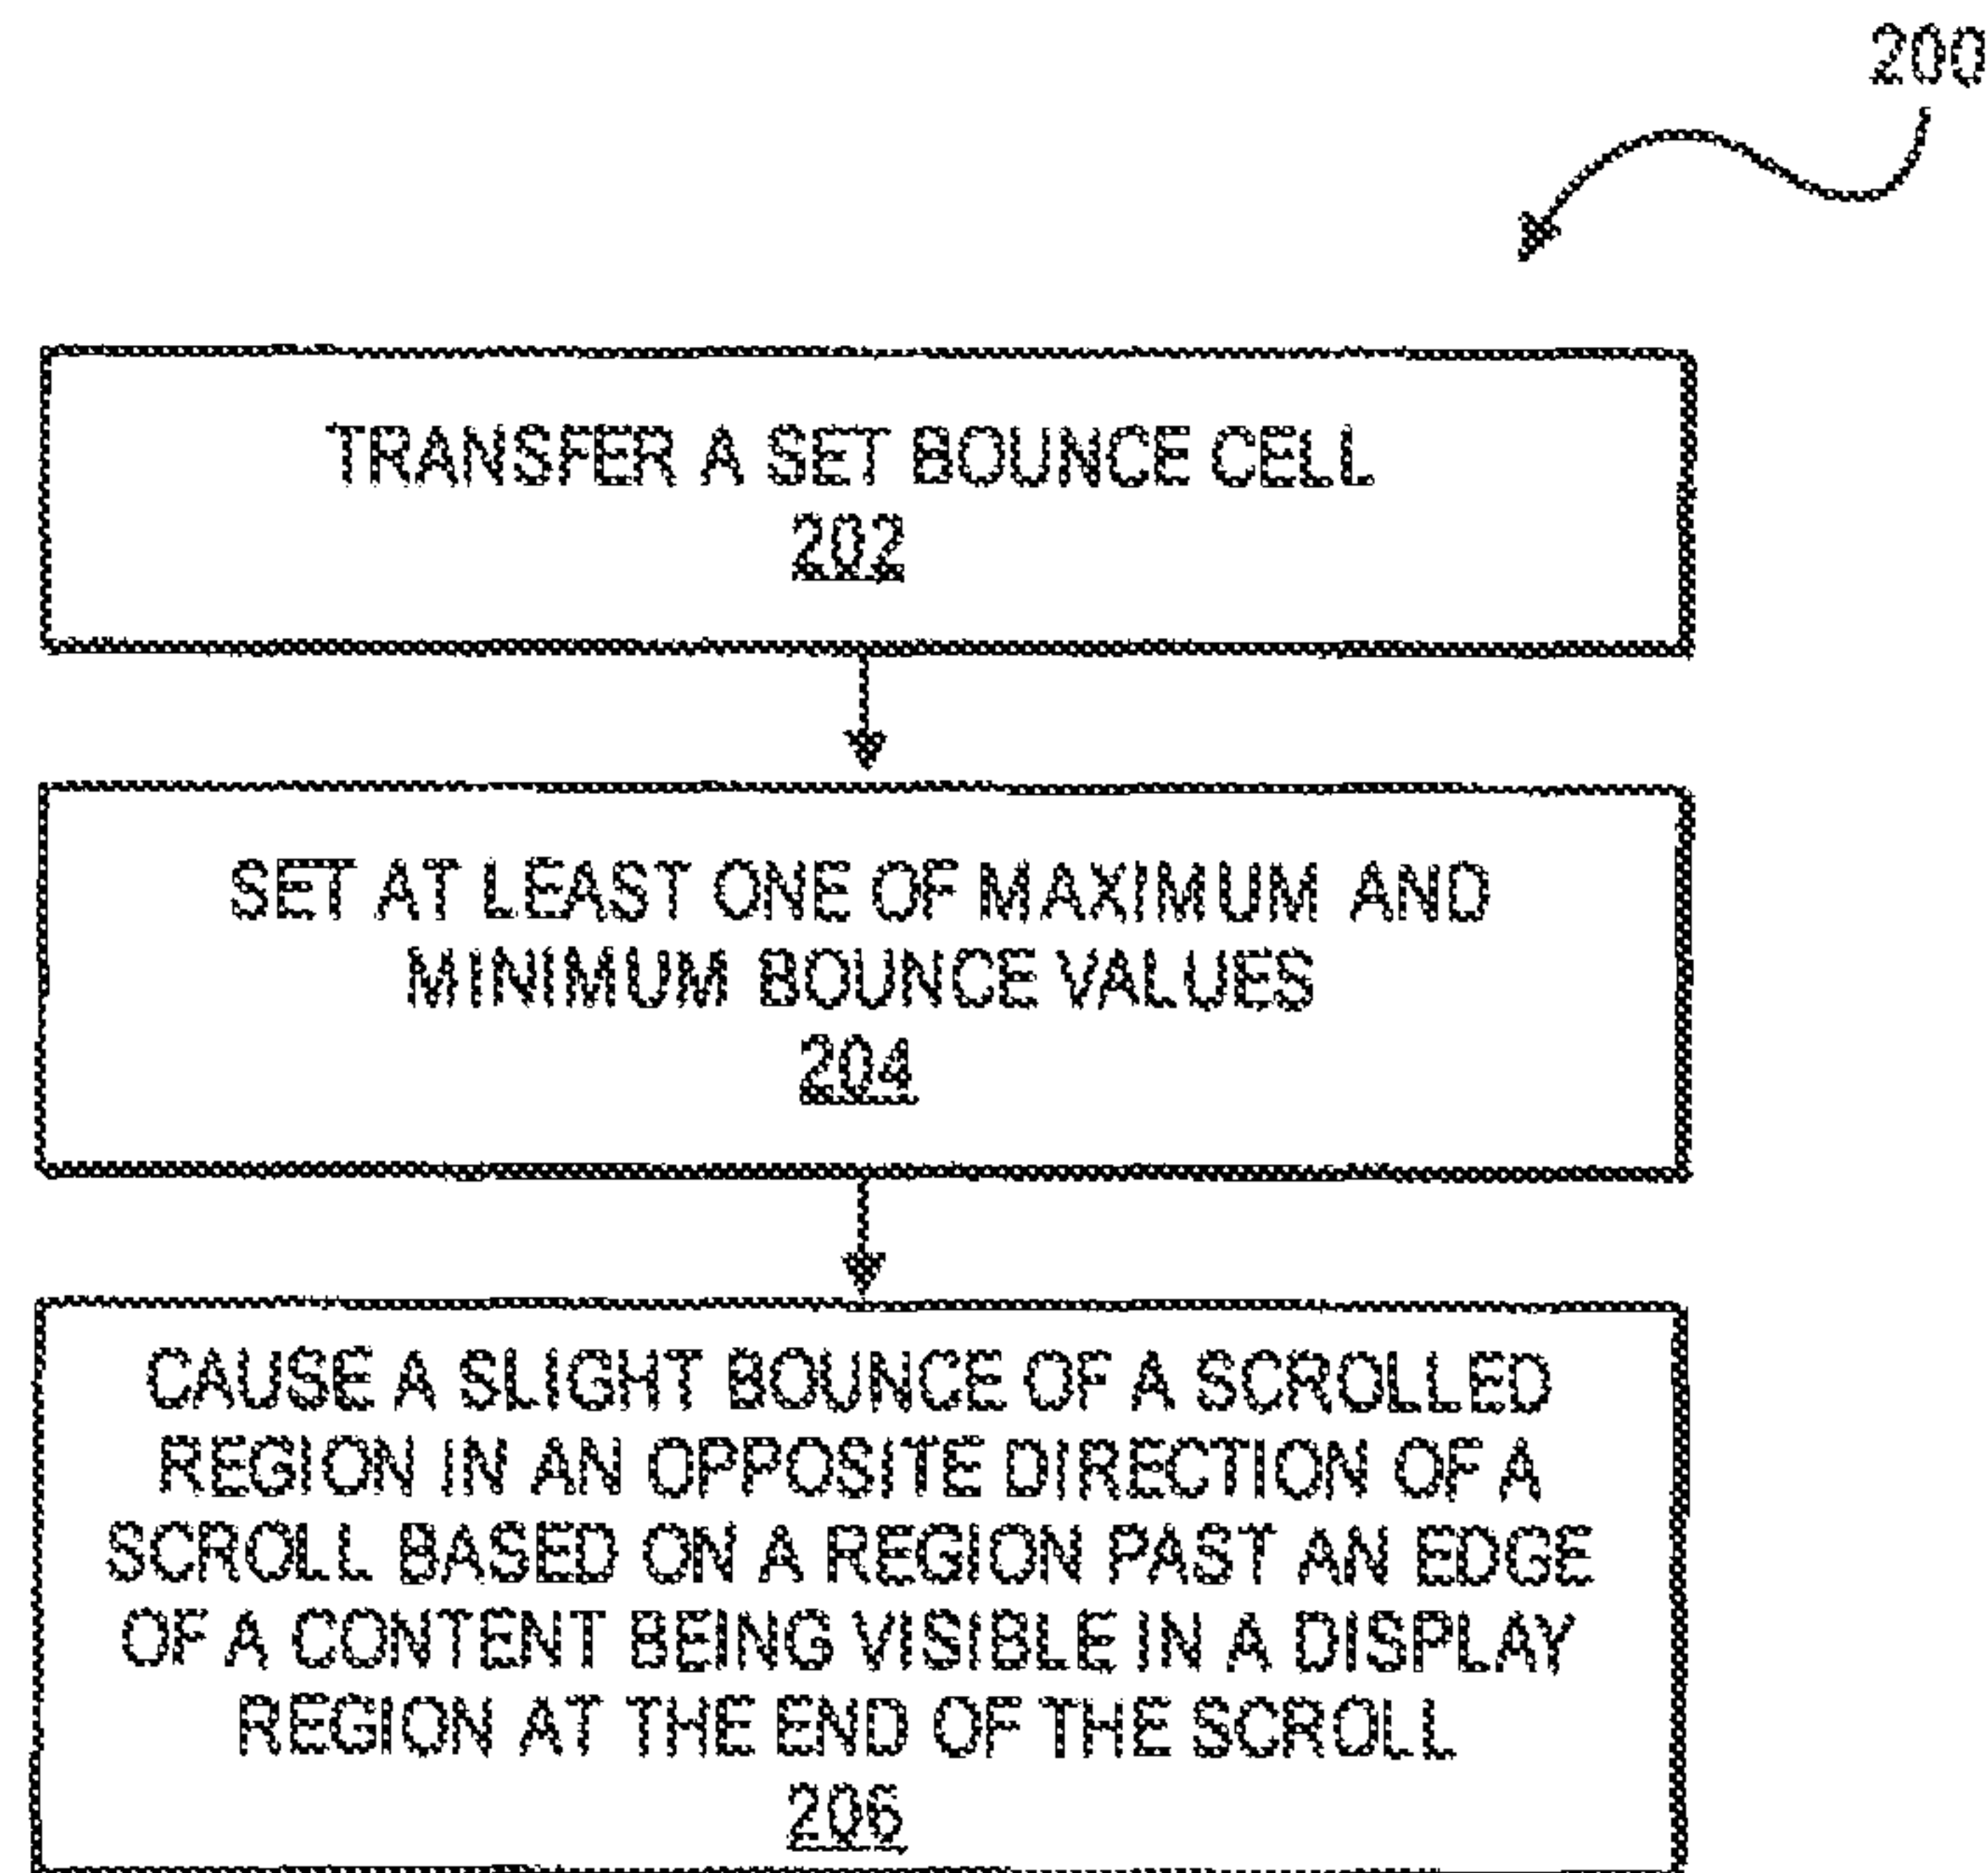 200
TRANSFER A SET BOUNCE CELL
202
SET AT LEAST ONE OF MAXIMUM AND
MINIMUM BOUNCE VALUES
204
CAUSE A SLIGHT BOUNCE OF A SCROLLED
REGION IN AN OPPOSITE DIRECTION OF A
SCROLL BASED ON A REGION PAST AN EDGE
OF A CONTENT BEING VISIBLE IN A DISPLAY
REGION AT THE END OF THE SCROLL
206